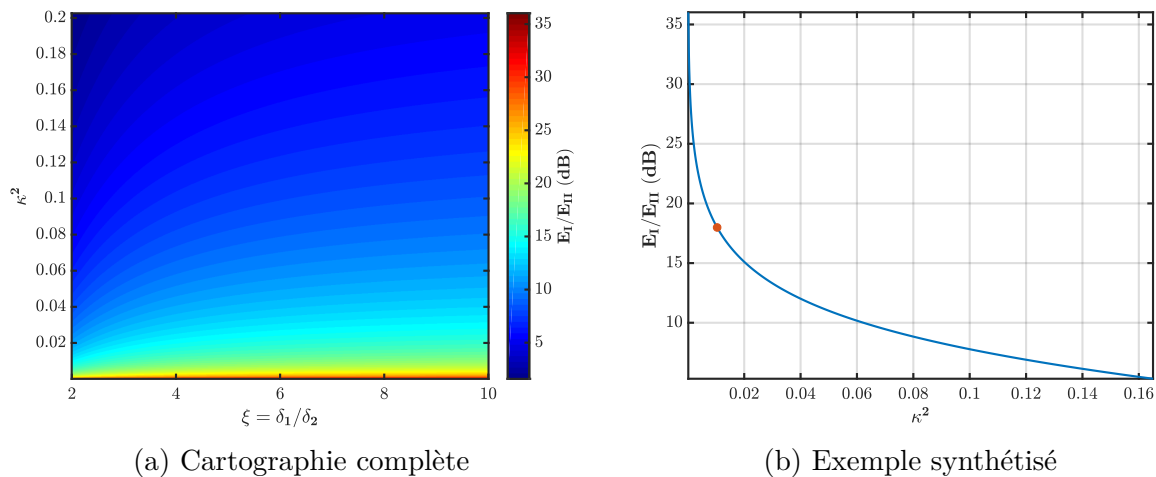 0.2
0.18
0.16
0.14
0.12
0.1
0.08
0.06
0.04
0.02
κ²
2 4 6 8 10
ξ = δ₁/δ₂
35
30
25
20
15
10
5
E_I/E_II (dB)
(a) Cartographie complète
35
30
25
20
15
10
E_I/E_II (dB)
0.02 0.04 0.06 0.08 0.1 0.12 0.14 0.16
κ²
(b) Exemple synthétisé